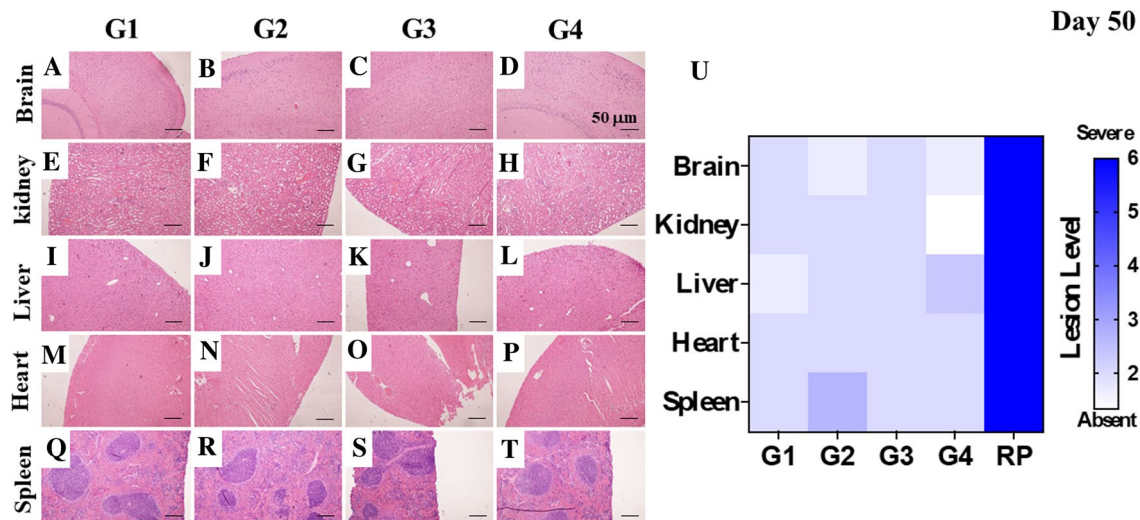 G1 G2 G3 G4 Day 50
Brain A B C D
50 μm
kidney E F G H
Liver I J K L
Heart M N O P
Spleen Q R S T
U
Brain
Kidney
Liver
Heart
Spleen
G1 G2 G3 G4 RP
Severe
6
5
4
3
2
Absent
Lesion Level